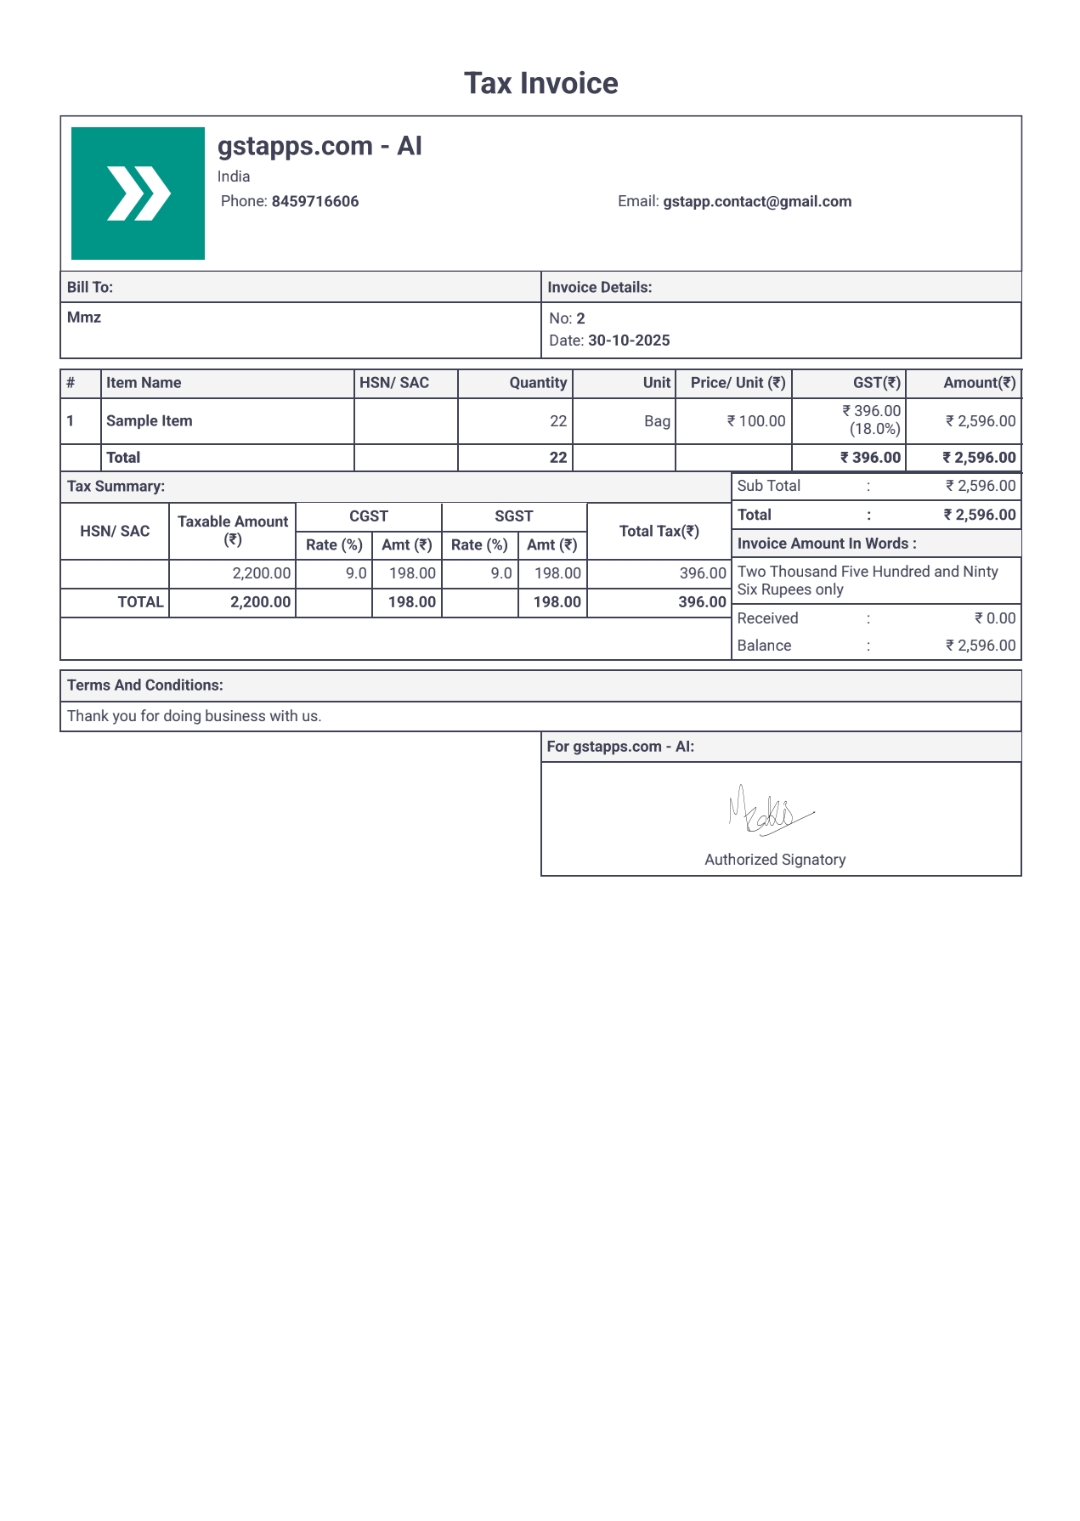 Tax Invoice
gstapps.com - AI
India
Phone: 8459716606 Email: gstapp.contact@gmail.com
Bill To: Invoice Details:
Mmz No: 2
Date: 30-10-2025
# Item Name HSN/ SAC Quantity Unit Price/ Unit (₹) GST(₹) Amount(₹)
1 Sample Item 22 Bag ₹ 100.00 ₹ 396.00 (18.0%) ₹ 2,596.00
Total 22 ₹ 396.00 ₹ 2,596.00
Tax Summary:
HSN/ SAC Taxable Amount (₹) CGST SGST Total Tax(₹)
Rate (%) Amt (₹) Rate (%) Amt (₹)
2,200.00 9.0 198.00 9.0 198.00 396.00
TOTAL 2,200.00 198.00 198.00 396.00
Sub Total : ₹ 2,596.00
Total : ₹ 2,596.00
Invoice Amount In Words :
Two Thousand Five Hundred and Ninty
Six Rupees only
Received : ₹ 0.00
Balance : ₹ 2,596.00
Terms And Conditions:
Thank you for doing business with us.
For gstapps.com - AI:
Authorized Signatory